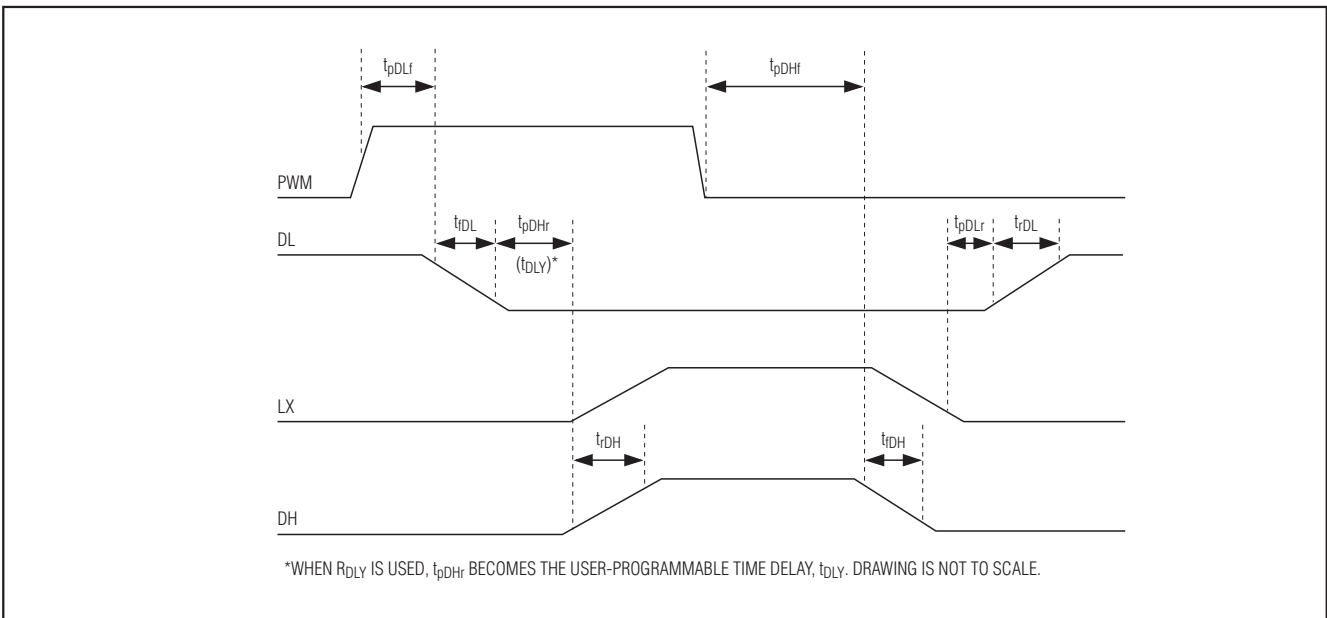 tpDLf
tpDHf
PWM
tfDL
tpDHr
(tDLY)*
tpDLr
trDL
DL
LX
trDH
tfDH
DH
*WHEN RDLY IS USED, tpDHr BECOMES THE USER-PROGRAMMABLE TIME DELAY, tDLY. DRAWING IS NOT TO SCALE.